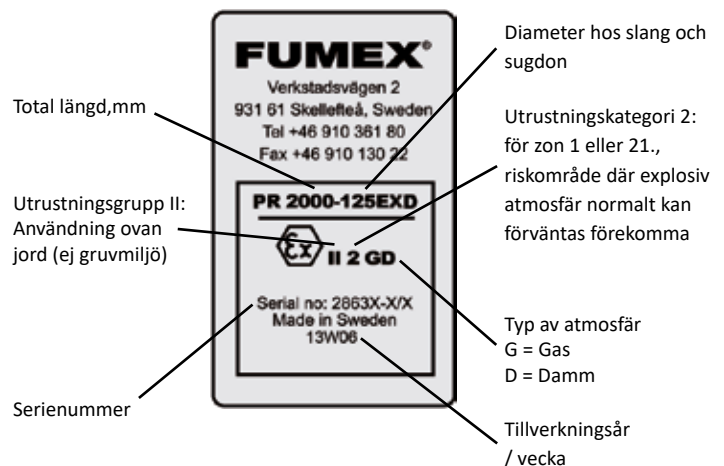 Total längd,mm
Utrustningsgrupp II:
Användning ovan
jord (ej gruvmiljö)
Serienummer
FUMEX®
Verkstadsvägen 2
931 61 Skellefteå, Sweden
Tel +46 910 361 80
Fax +46 910 130 22
PR 2000-125EXD
Ex II 2 GD
Serial no: 2863X-X/X
Made in Sweden
13W06
Diameter hos slang och
sugdon
Utrustningskategori 2:
för zon 1 eller 21.,
riskområde där explosiv
atmosfär normalt kan
förväntas förekomma
Typ av atmosfär
G = Gas
D = Damm
Tillverkningsår
/ vecka